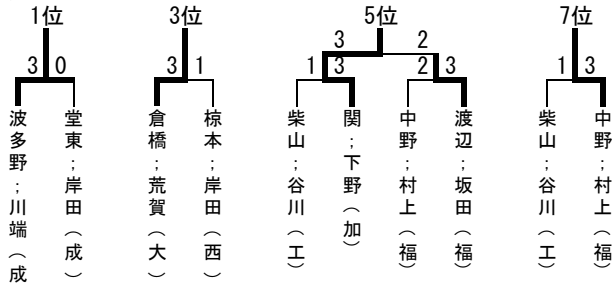 1位 3位 5位 7位
3 2
3 0 3 1 1 3 2 3 1 3
波多野;川端(成
堂東;岸田(成)
倉橋;荒賀(大)
椋本;岸田(西)
柴山;谷川(工)
関;下野(加)
中野;村上(福)
渡辺;坂田(福)
柴山;谷川(工)
中野;村上(福)